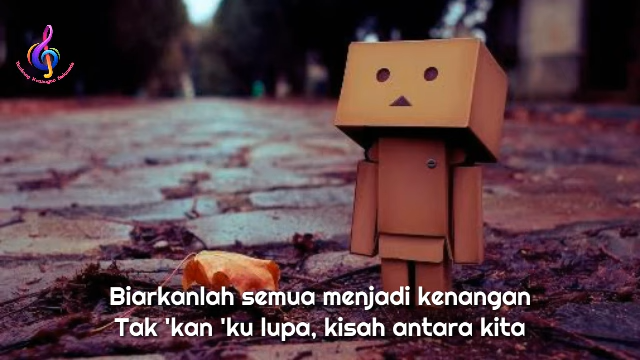 Biarkanlah semua menjadi kenangan
Tak 'kan 'ku lupa, kisah antara kita